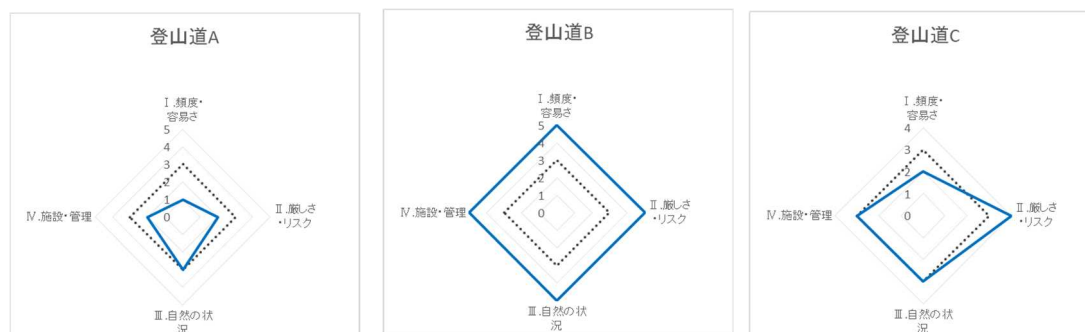 登山道A
Ⅰ.頻度・
容易さ
5
4
3
2
1
0
Ⅳ.施設・管理
Ⅱ.厳しさ
・リスク
Ⅲ.自然の状
況
登山道B
Ⅰ.頻度・
容易さ
5
4
3
2
1
0
Ⅳ.施設・管理
Ⅱ.厳しさ
・リスク
Ⅲ.自然の状
況
登山道C
Ⅰ.頻度・
容易さ
4
3
2
1
0
Ⅳ.施設・管理
Ⅱ.厳しさ
・リスク
Ⅲ.自然の状
況